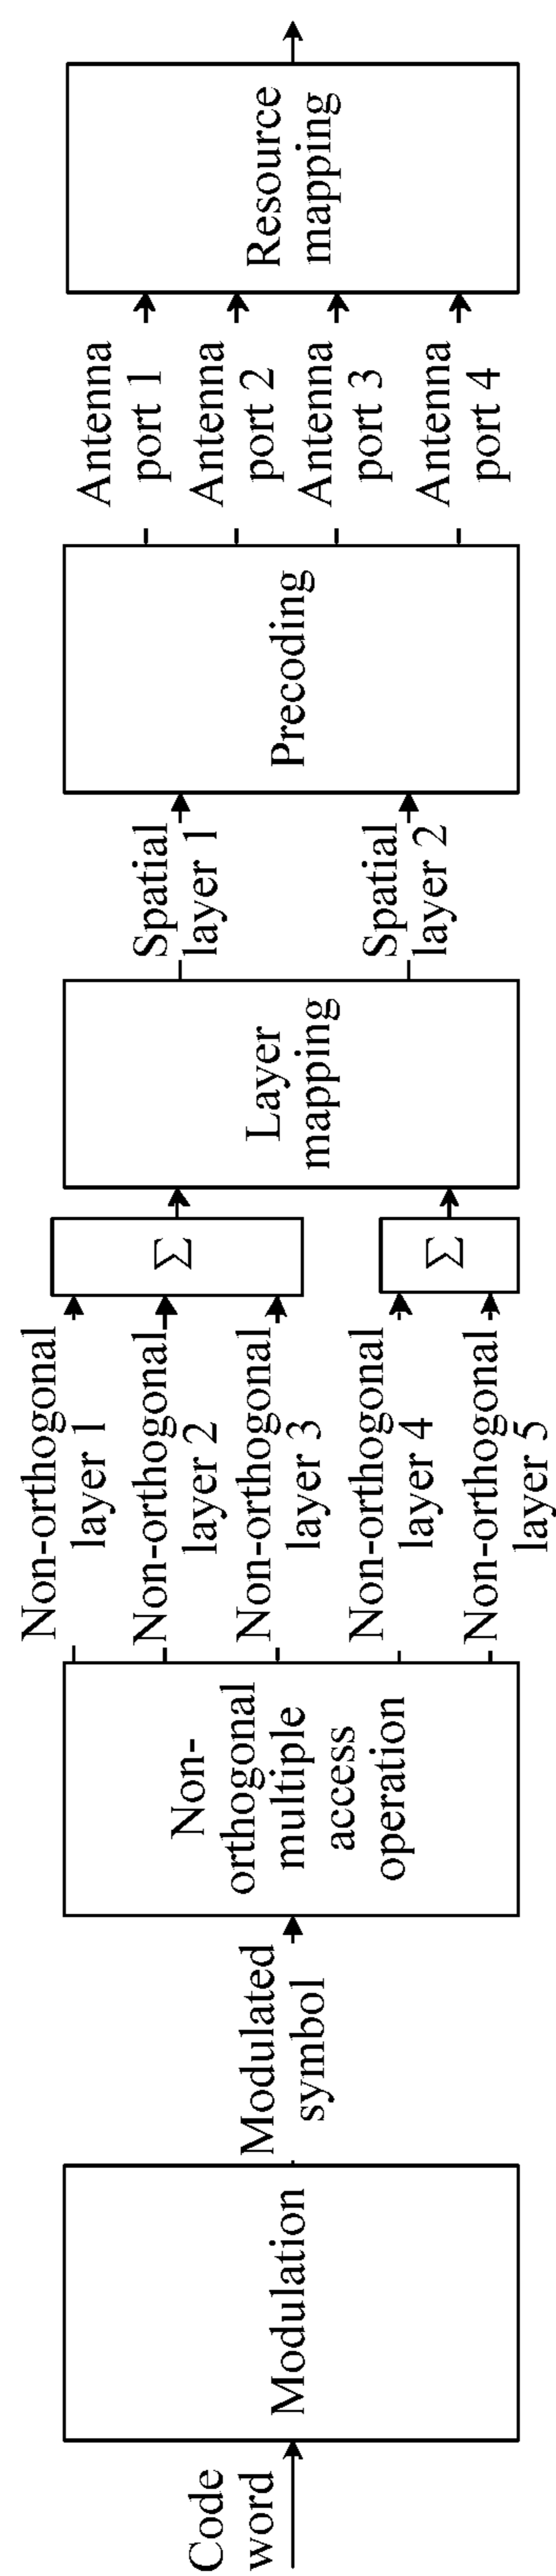 Code
word
Modulation
Modulated
symbol
Non-
orthogonal
multiple
access
operation
Non-orthogonal
layer 1
Non-orthogonal
layer 2
Non-orthogonal
layer 3
Non-orthogonal
layer 4
Non-orthogonal
layer 5
Σ
Σ
Layer
mapping
Spatial
layer 1
Spatial
layer 2
Precoding
Antenna
port 1
Antenna
port 2
Antenna
port 3
Antenna
port 4
Resource
mapping